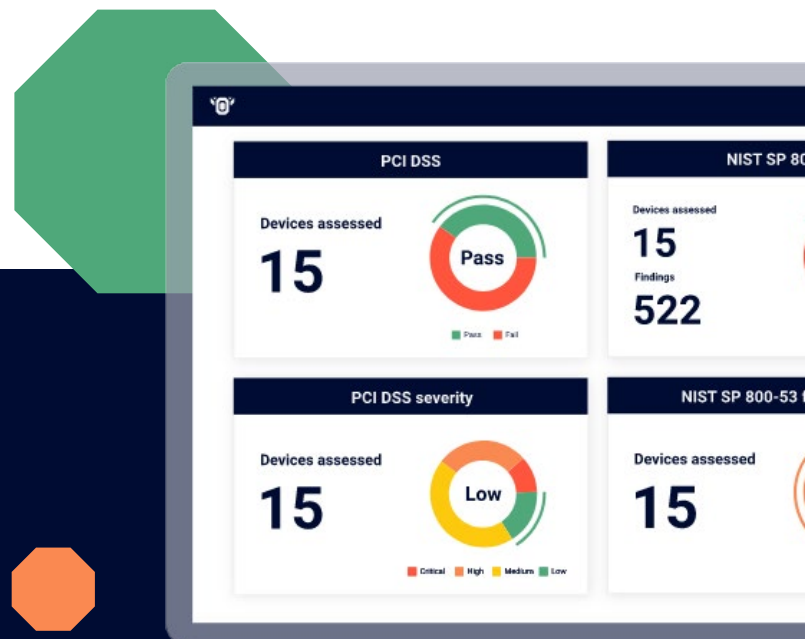 PCI DSS
Devices assessed
15
Pass
Pass Fail
NIST SP 80
Devices assessed
15
Findings
522
PCI DSS severity
Devices assessed
15
Low
Critical High Medium Low
NIST SP 800-53 f
Devices assessed
15